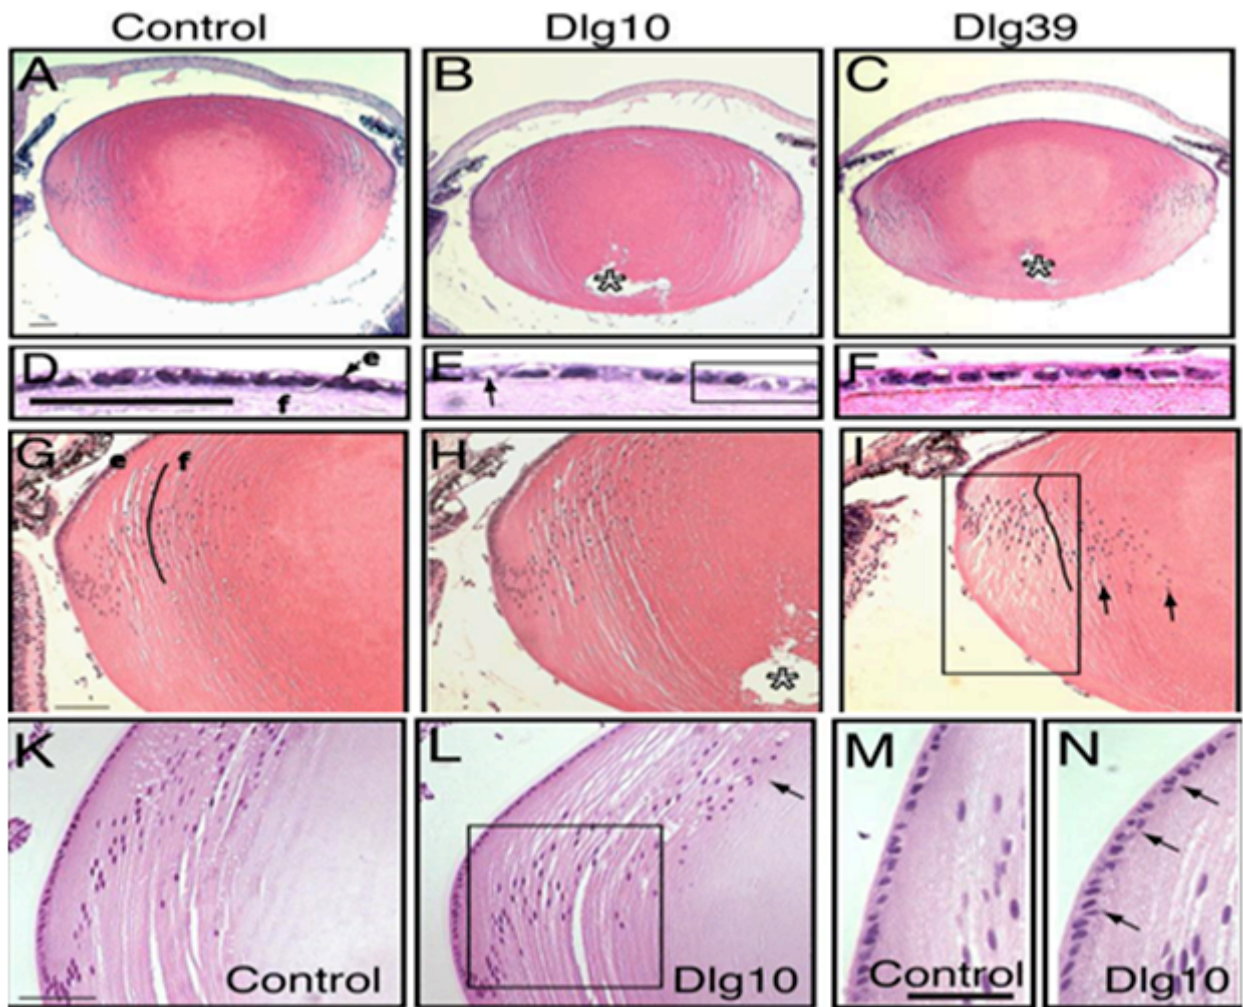 Control Dlg10 Dlg39
A B C
D e f E F
G e f H I
K Control L Dlg10 M Control N Dlg10